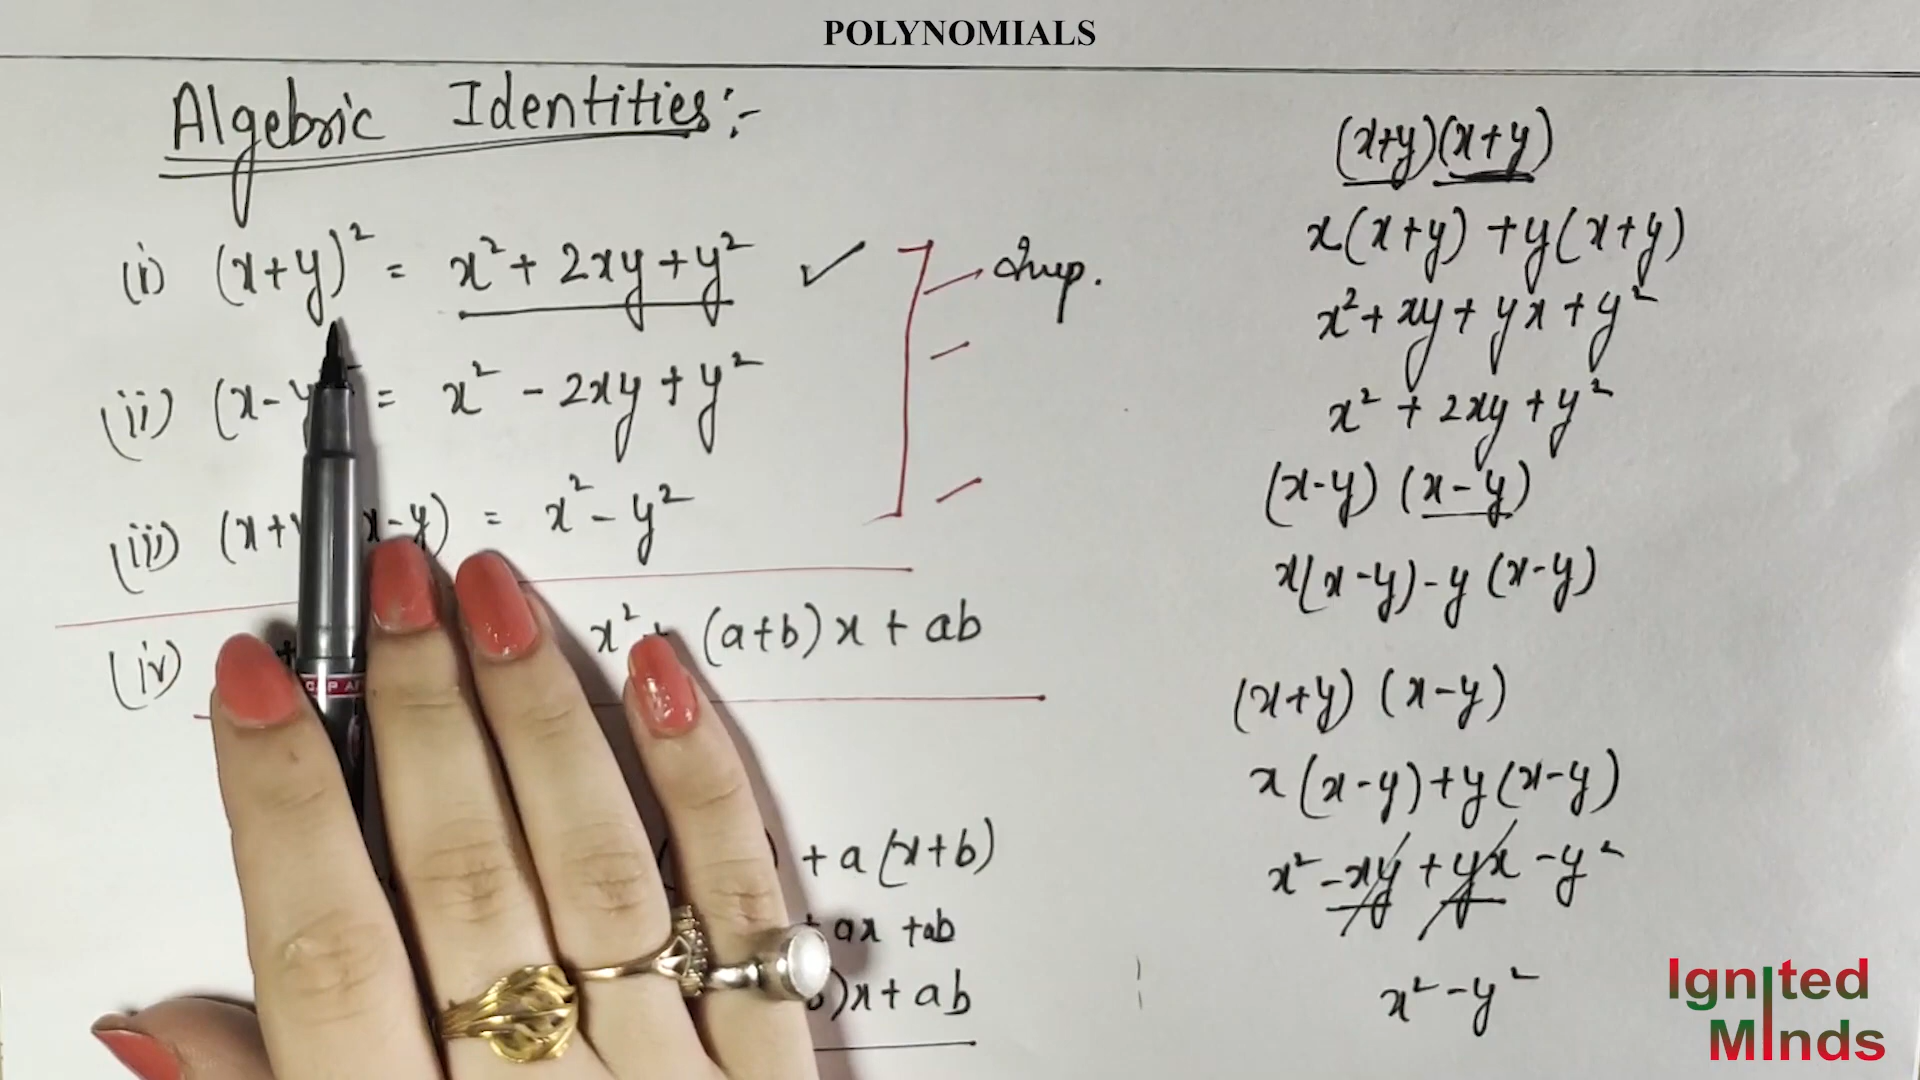 POLYNOMIALS
Algebric Identities:-
(i) (x+y)² = x² + 2xy + y² ✓
Imp.
(ii) (x-y = x² - 2xy + y²
(iii) (x+y x-y) = x² - y²
(iv) x² + (a+b)x + ab
+ a(x+b)
+ ax + ab
b)x + ab
(x+y)(x+y)
x(x+y) + y(x+y)
x² + xy + yx + y²
x² + 2xy + y²
(x-y) (x-y)
x(x-y) - y(x-y)
(x+y) (x-y)
x(x-y) + y(x-y)
x² - xy + yx - y²
x² - y²
Ignited
Minds